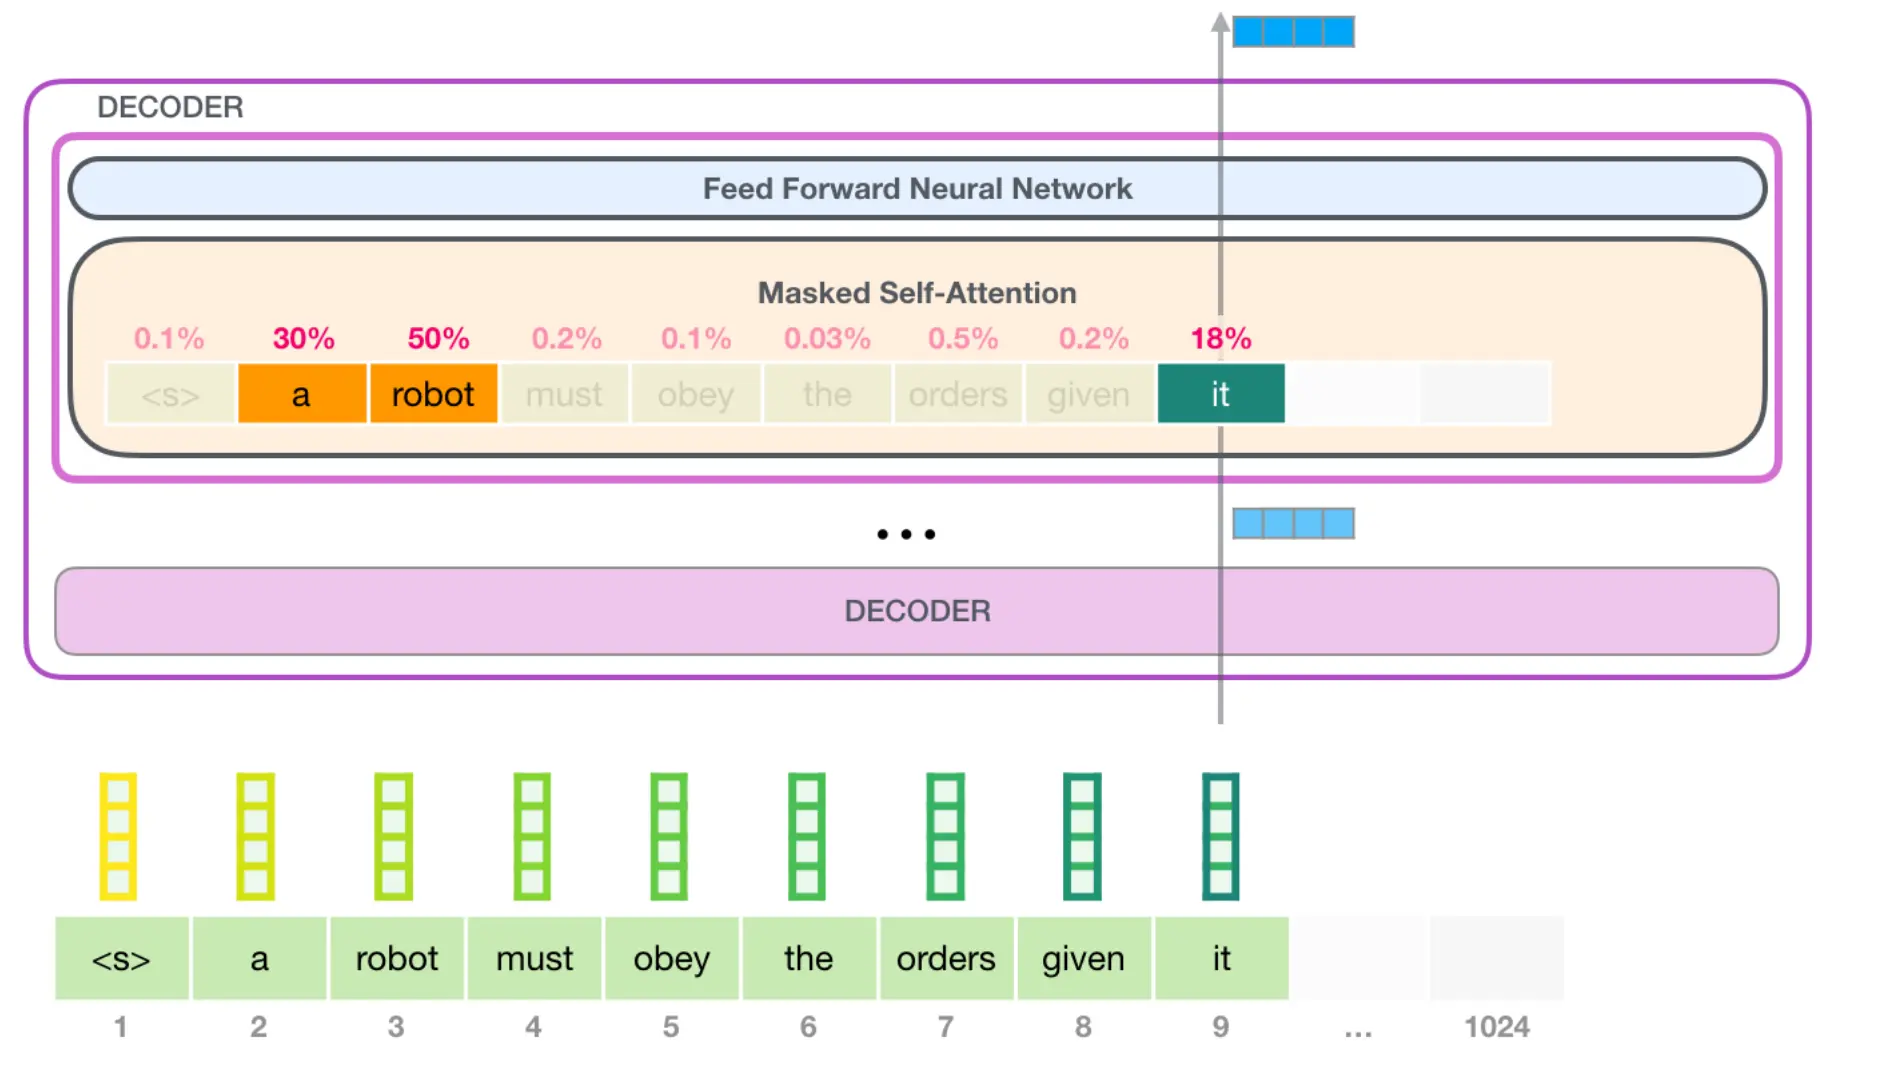 DECODER
Feed Forward Neural Network
Masked Self-Attention
0.1% 30% 50% 0.2% 0.1% 0.03% 0.5% 0.2% 18%
<s> a robot must obey the orders given it
...
DECODER
<s> a robot must obey the orders given it
1 2 3 4 5 6 7 8 9 ... 1024